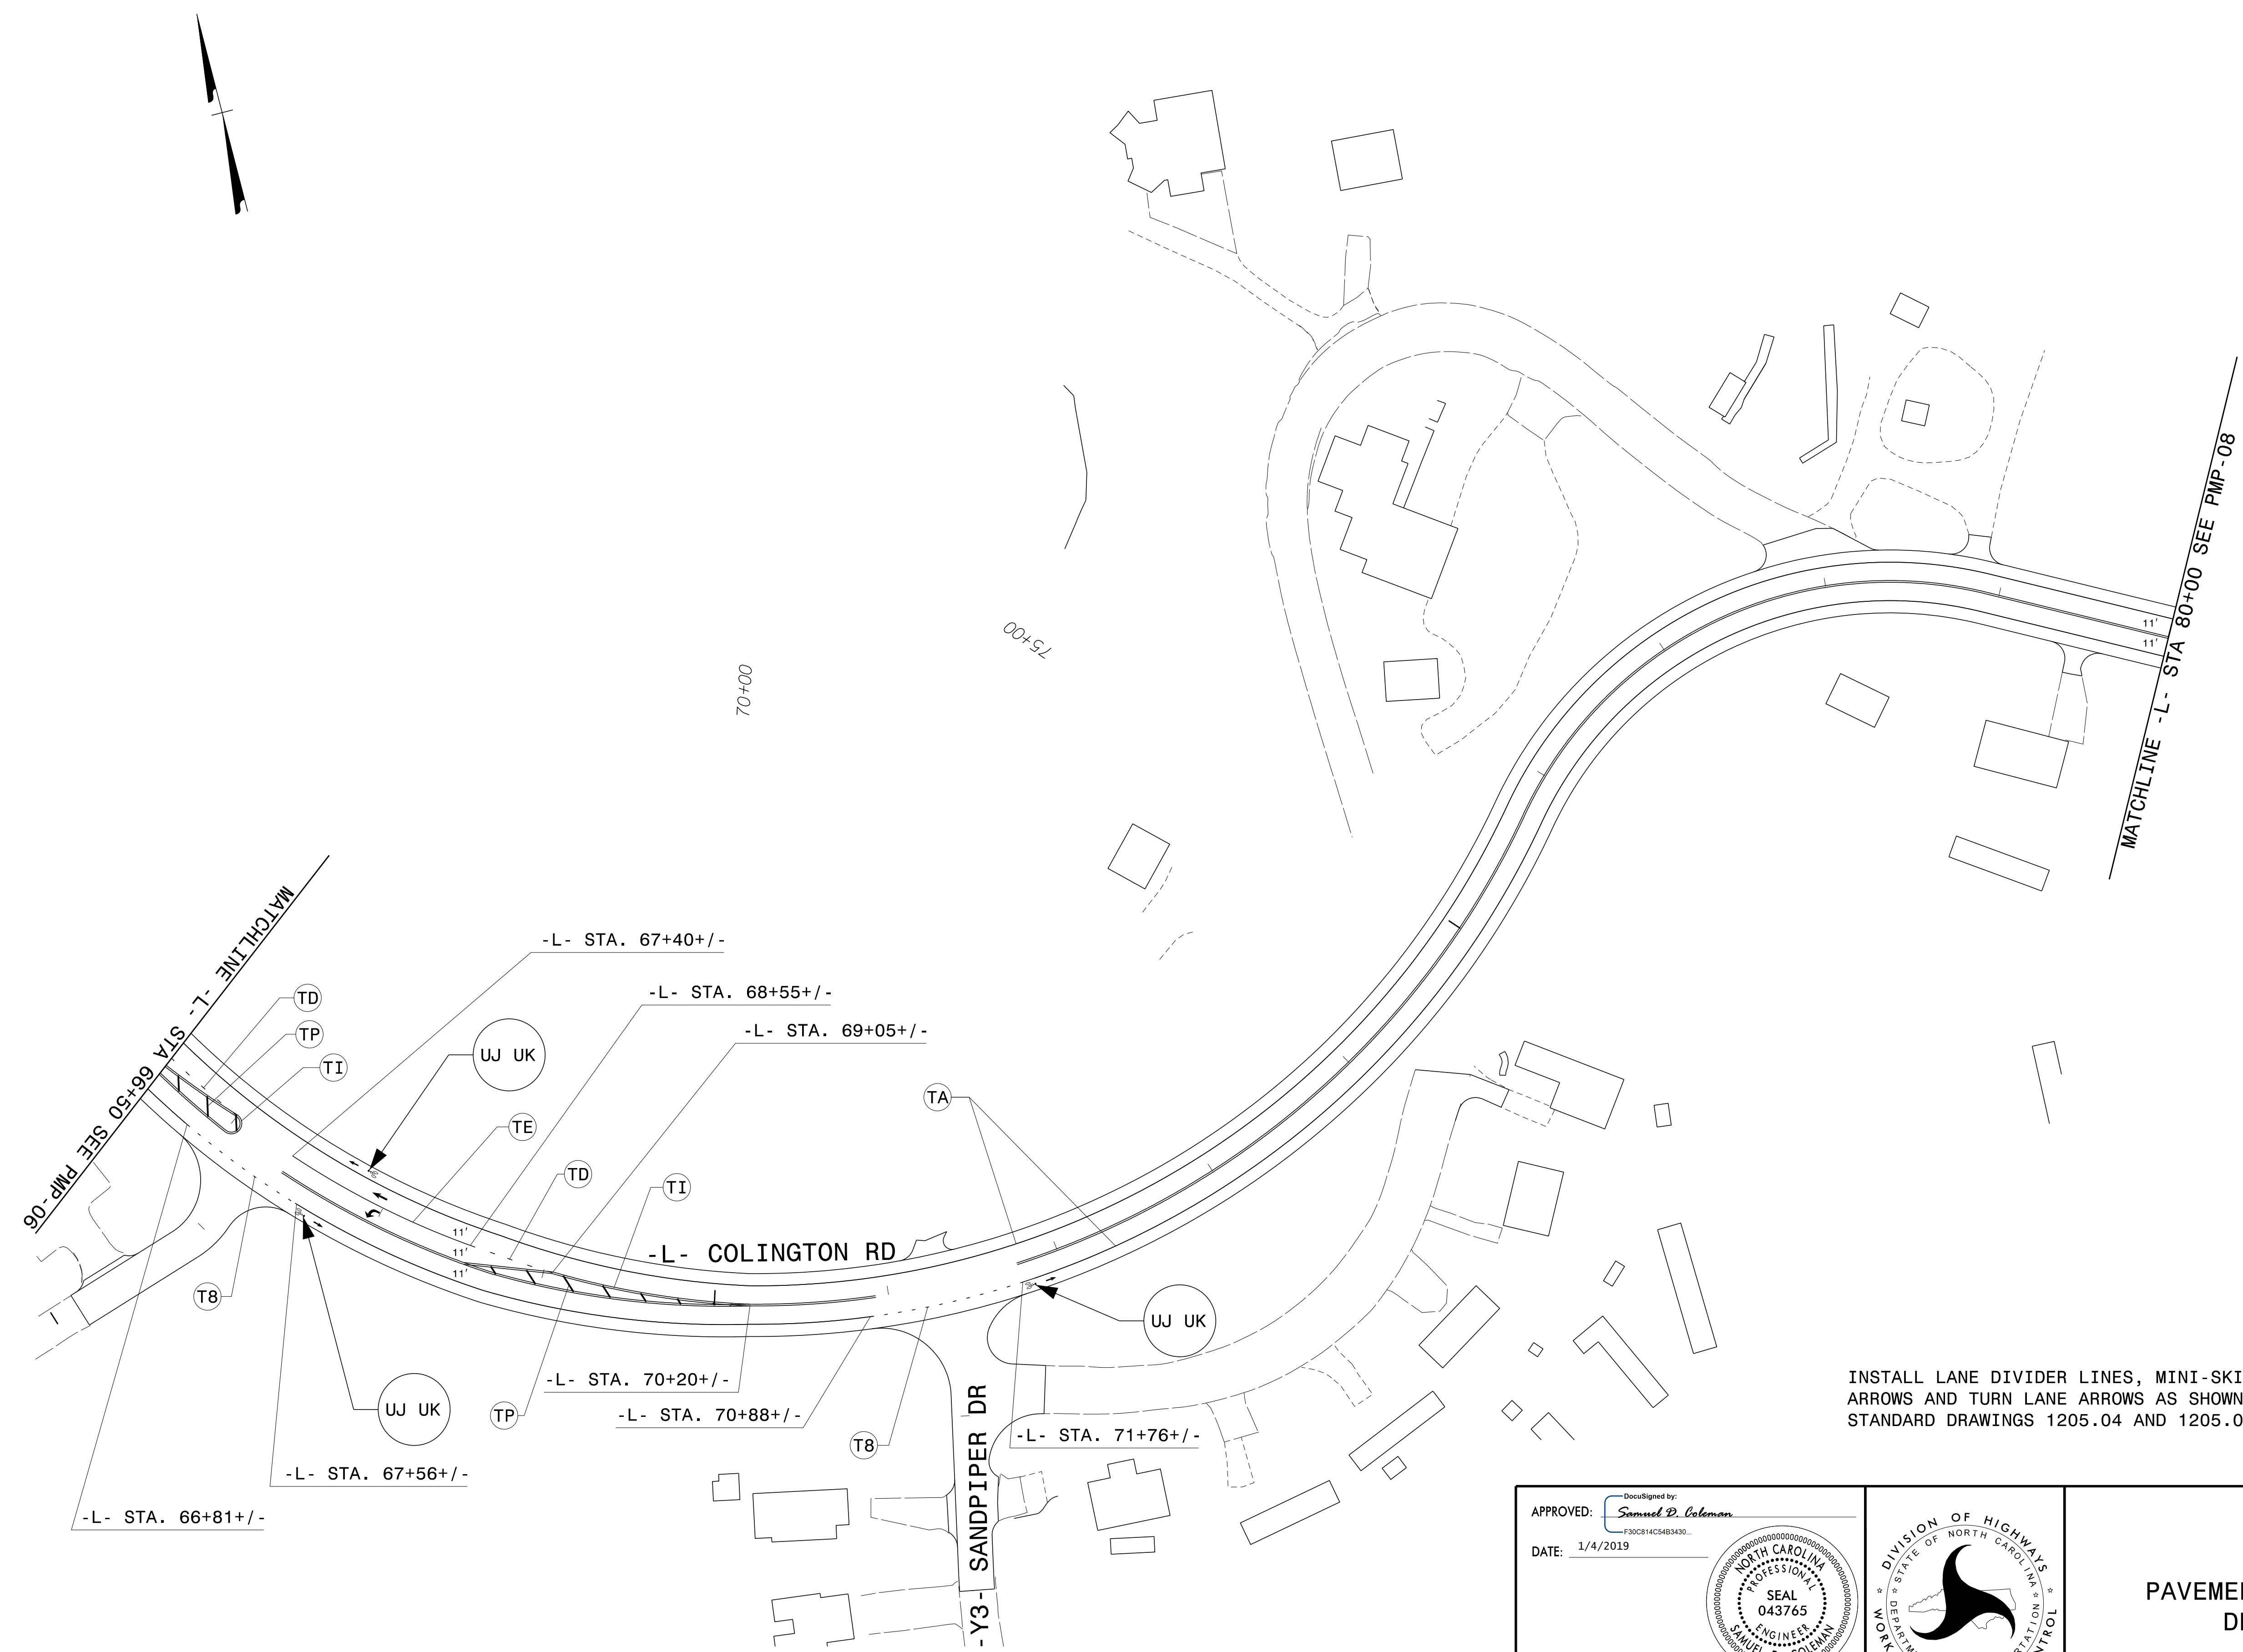 75+00
70+00
MATCHLINE -L- STA 80+00 SEE PMP-08
11'
11'
MATCHLINE -L- STA 66+50 SEE PMP-06
-L- STA. 67+40+/-
-L- STA. 68+55+/-
-L- STA. 69+05+/-
TD
TP
TI
UJ UK
TE
TD
TI
TA
11'
11'
11'
-L- COLINGTON RD
T8
UJ UK
UJ UK
-L- STA. 70+20+/-
TP
-L- STA. 70+88+/-
T8
-L- STA. 71+76+/-
-L- STA. 67+56+/-
-L- STA. 66+81+/-
-Y3- SANDPIPER DR
INSTALL LANE DIVIDER LINES, MINI-SKI
ARROWS AND TURN LANE ARROWS AS SHOWN
STANDARD DRAWINGS 1205.04 AND 1205.0
APPROVED:
DocuSigned by:
Samuel D. Coleman
F30C814C54B3430...
DATE: 1/4/2019
NORTH CAROLINA
PROFESSIONAL
SEAL
043765
ENGINEER
SAMUEL COLEMAN
DIVISION OF HIGHWAYS
STATE OF NORTH CAROLINA
PAVEME